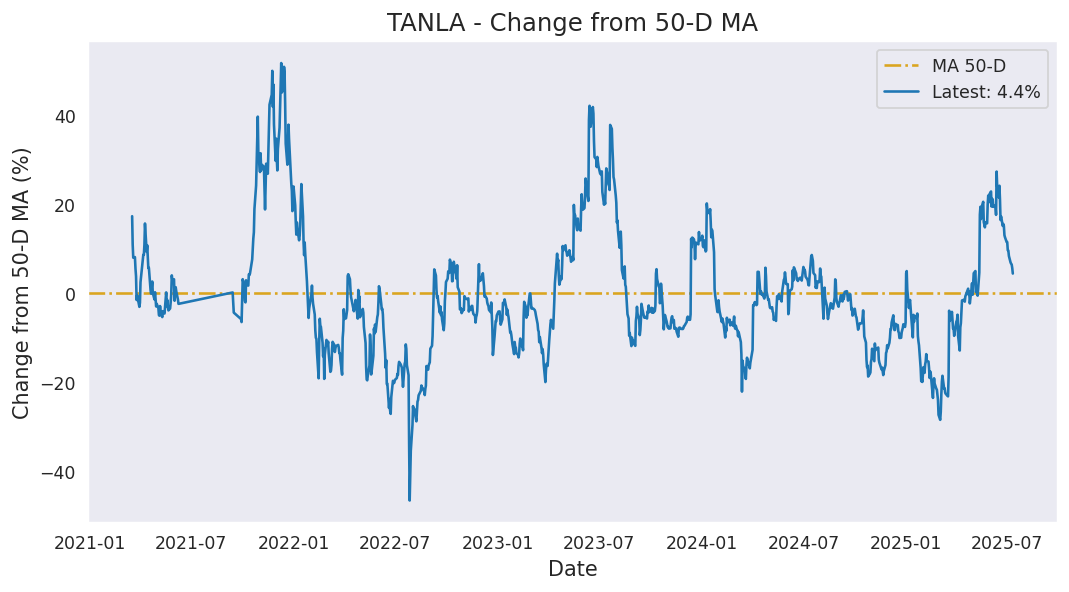 TANLA - Change from 50-D MA
MA 50-D
Latest: 4.4%
Change from 50-D MA (%)
40
20
0
−20
−40
2021-01 2021-07 2022-01 2022-07 2023-01 2023-07 2024-01 2024-07 2025-01 2025-07
Date